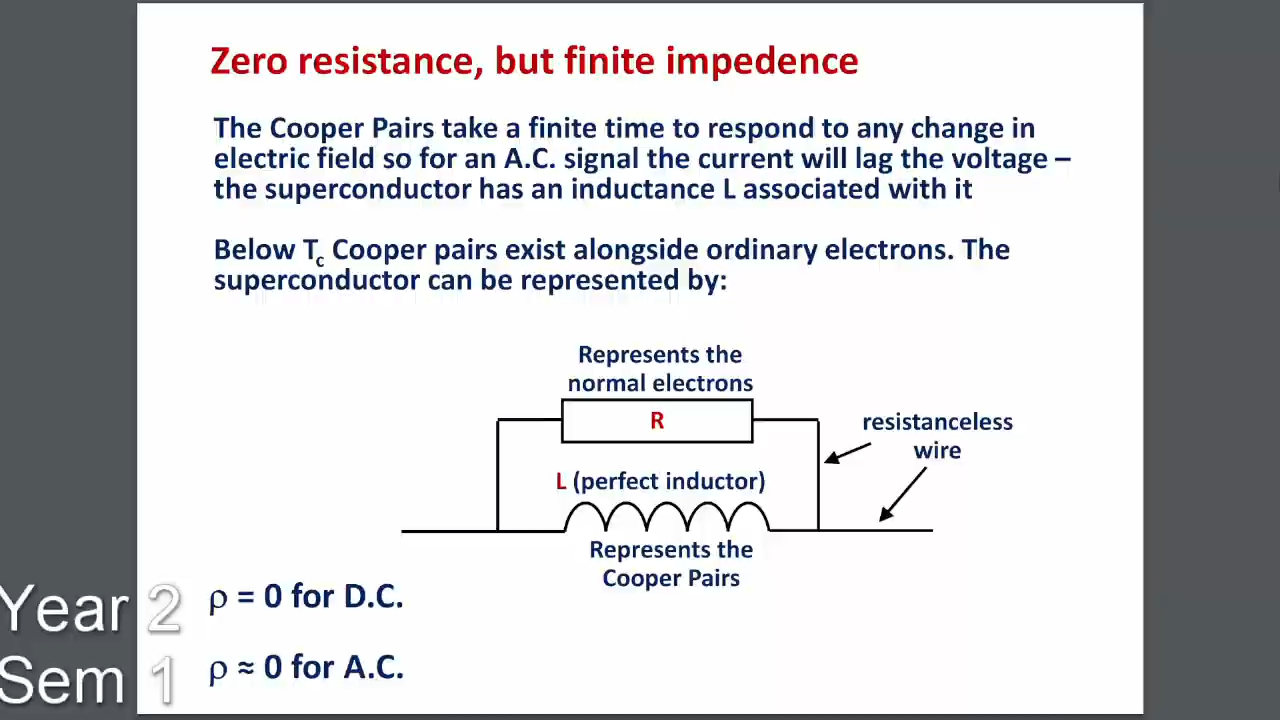 Zero resistance, but finite impedence
The Cooper Pairs take a finite time to respond to any change in
electric field so for an A.C. signal the current will lag the voltage –
the superconductor has an inductance L associated with it
Below Tc Cooper pairs exist alongside ordinary electrons. The
superconductor can be represented by:
Represents the
normal electrons
R
resistanceless
wire
L (perfect inductor)
Represents the
Cooper Pairs
ρ = 0 for D.C.
ρ ≈ 0 for A.C.
Year 2
Sem 1